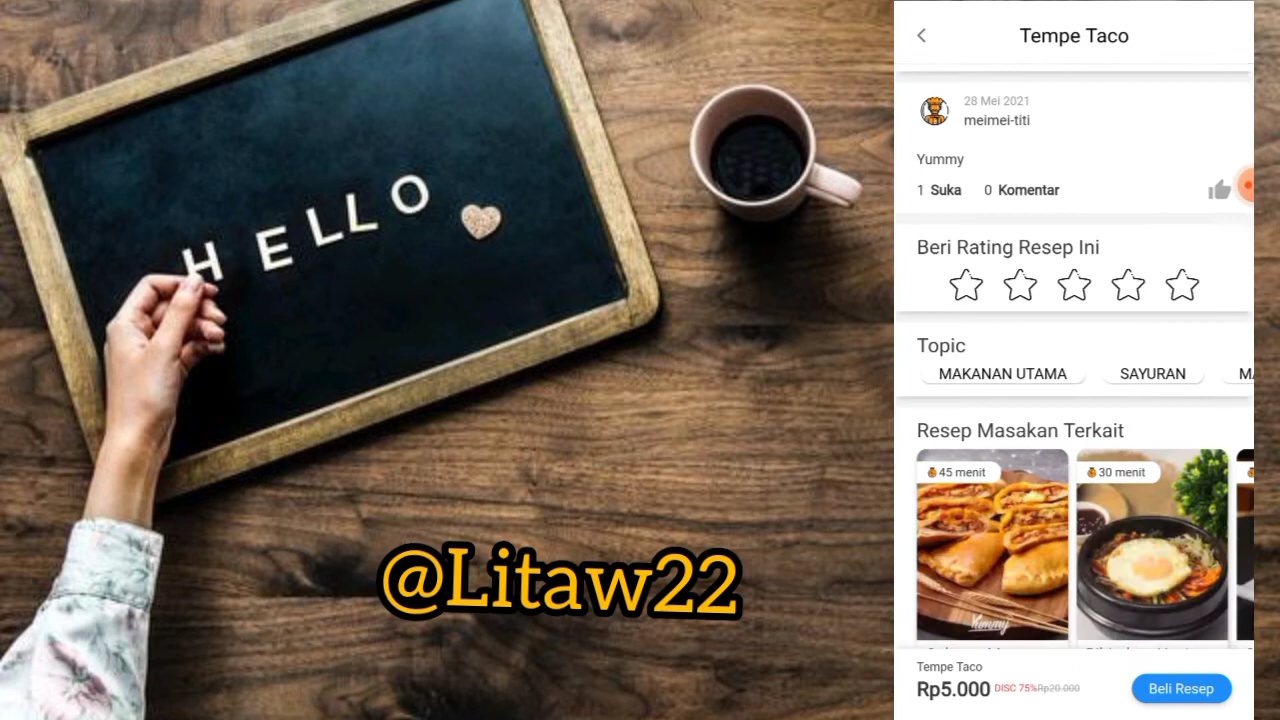 HELLO
@Litaw22
Tempe Taco
28 Mei 2021
meimei-titi
Yummy
1 Suka 0 Komentar
Beri Rating Resep Ini
Topic
MAKANAN UTAMA SAYURAN
Resep Masakan Terkait
45 menit 30 menit
Yummy
Tempe Taco
Rp5.000 DISC 75% Rp20.000
Beli Resep